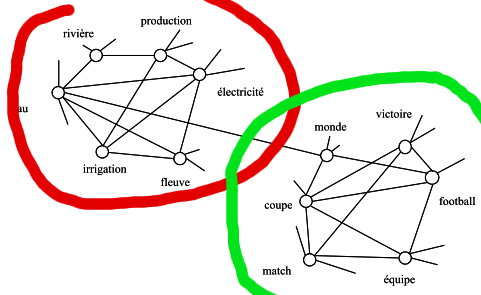 production
rivière
électricité
au
irrigation
fleuve
victoire
monde
football
coupe
match
équipe